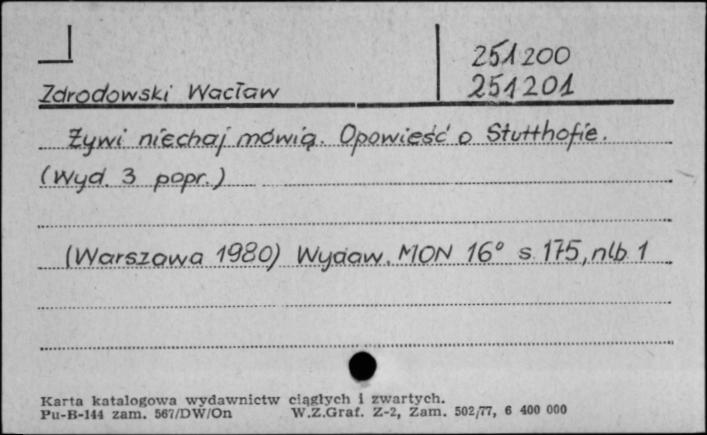 251200
Zdrodowski Wacław 251201
Żywi niechaj mówią. Opowieść o Stutthofie.
(Wyd. 3 popr.)
(Warszawa 1980) Wydaw. MON 16° s. 175, nlb. 1
Karta katalogowa wydawnictw ciągłych i zwartych.
Pu-B-144 zam. 567/DW/On W.Z.Graf. Z-2, Zam. 502/77, 6 400 000